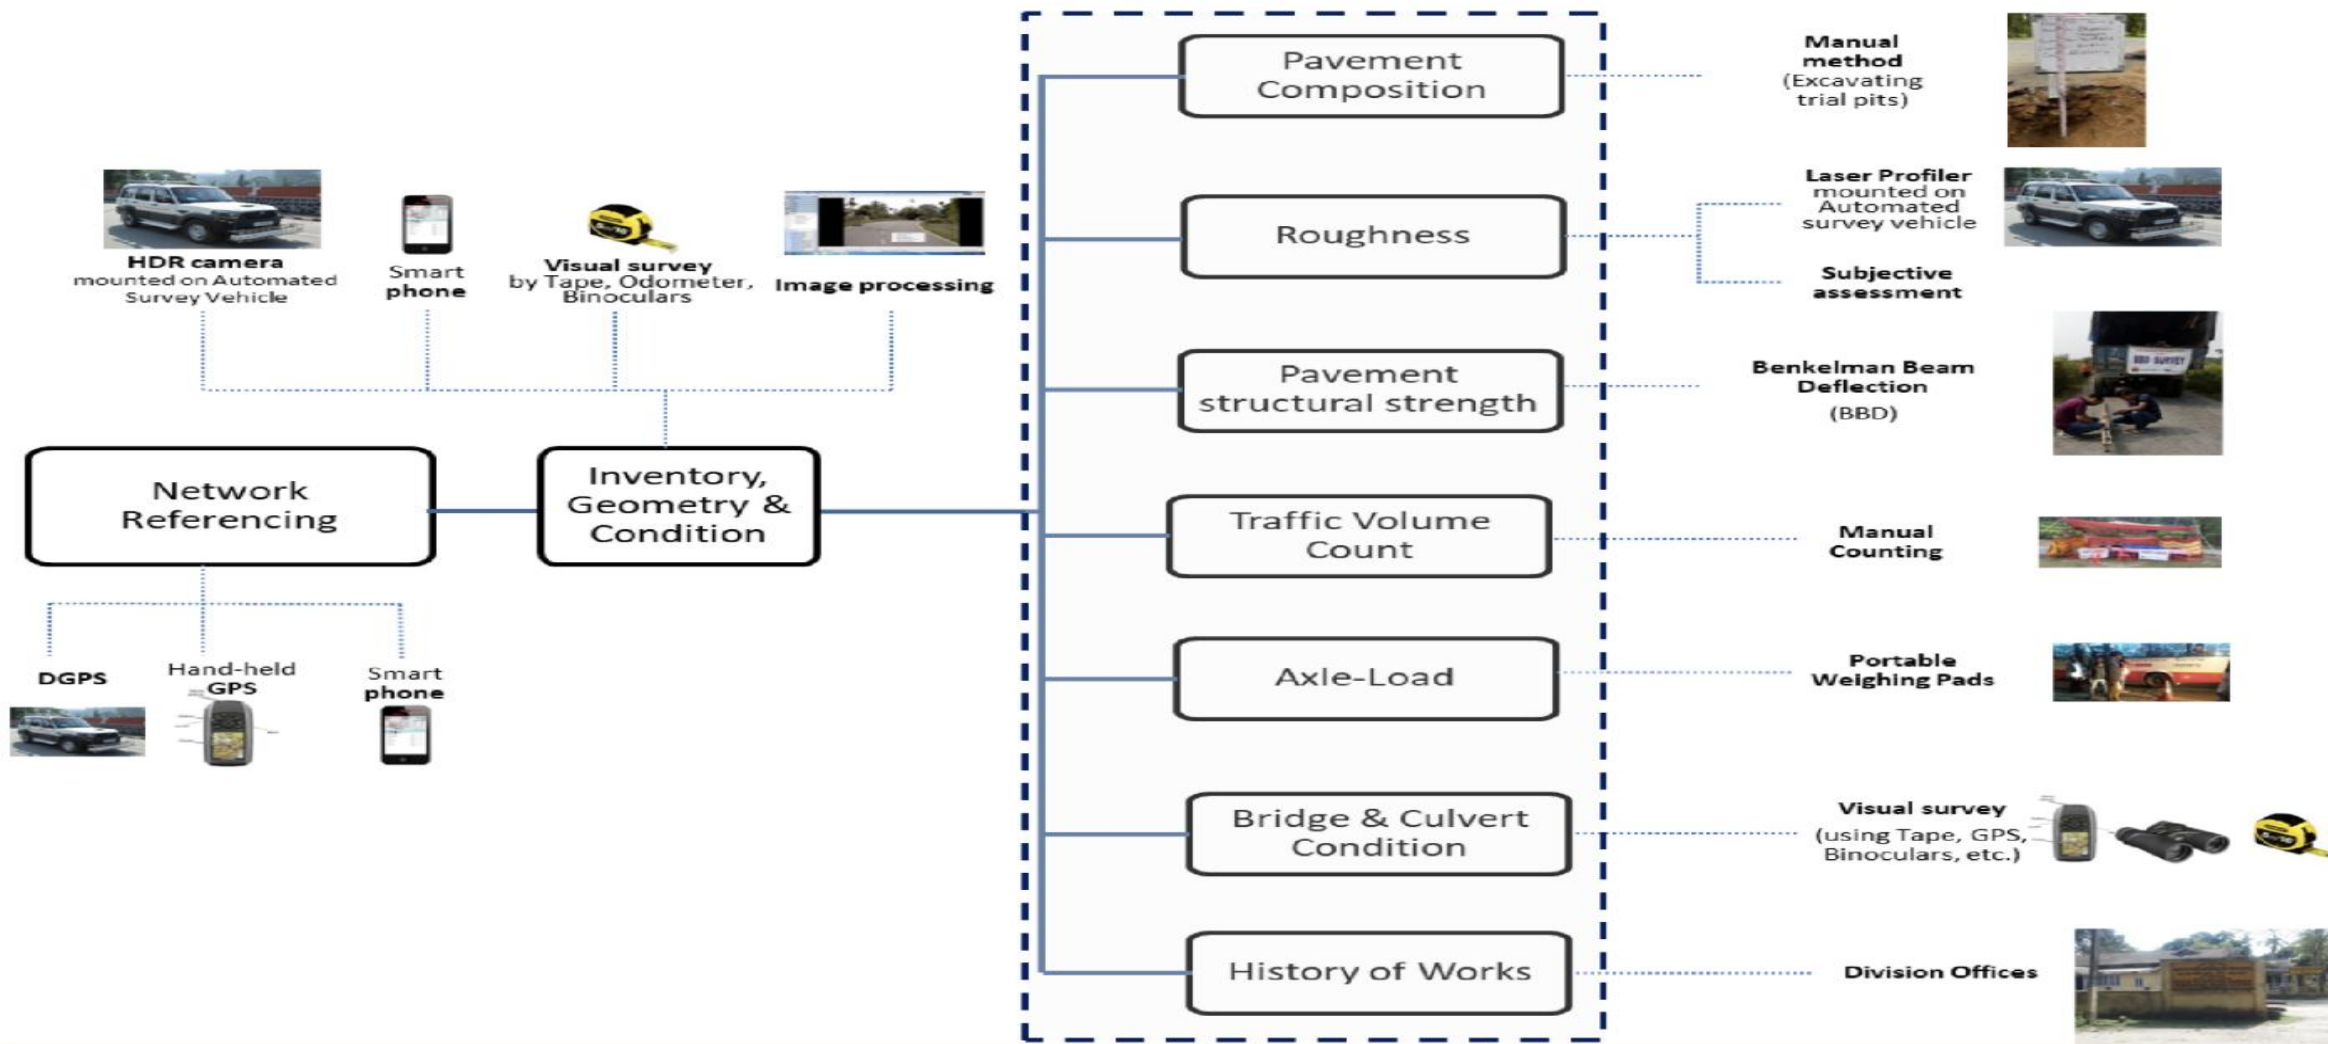 Pavement
Composition
Manual
method
(Excavating
trial pits)
Roughness
Laser Profiler
mounted on
Automated
survey vehicle
Subjective
assessment
HDR camera
mounted on Automated
Survey Vehicle
Smart
phone
Visual survey
by Tape, Odometer,
Binoculars
Image processing
Pavement
structural strength
Benkelman Beam
Deflection
(BBD)
BBD SURVEY
Network
Referencing
Inventory,
Geometry &
Condition
Traffic Volume
Count
Manual
Counting
DGPS
Hand-held
GPS
Smart
phone
Axle-Load
Portable
Weighing Pads
Bridge & Culvert
Condition
Visual survey
(using Tape, GPS,
Binoculars, etc.)
History of Works
Division Offices